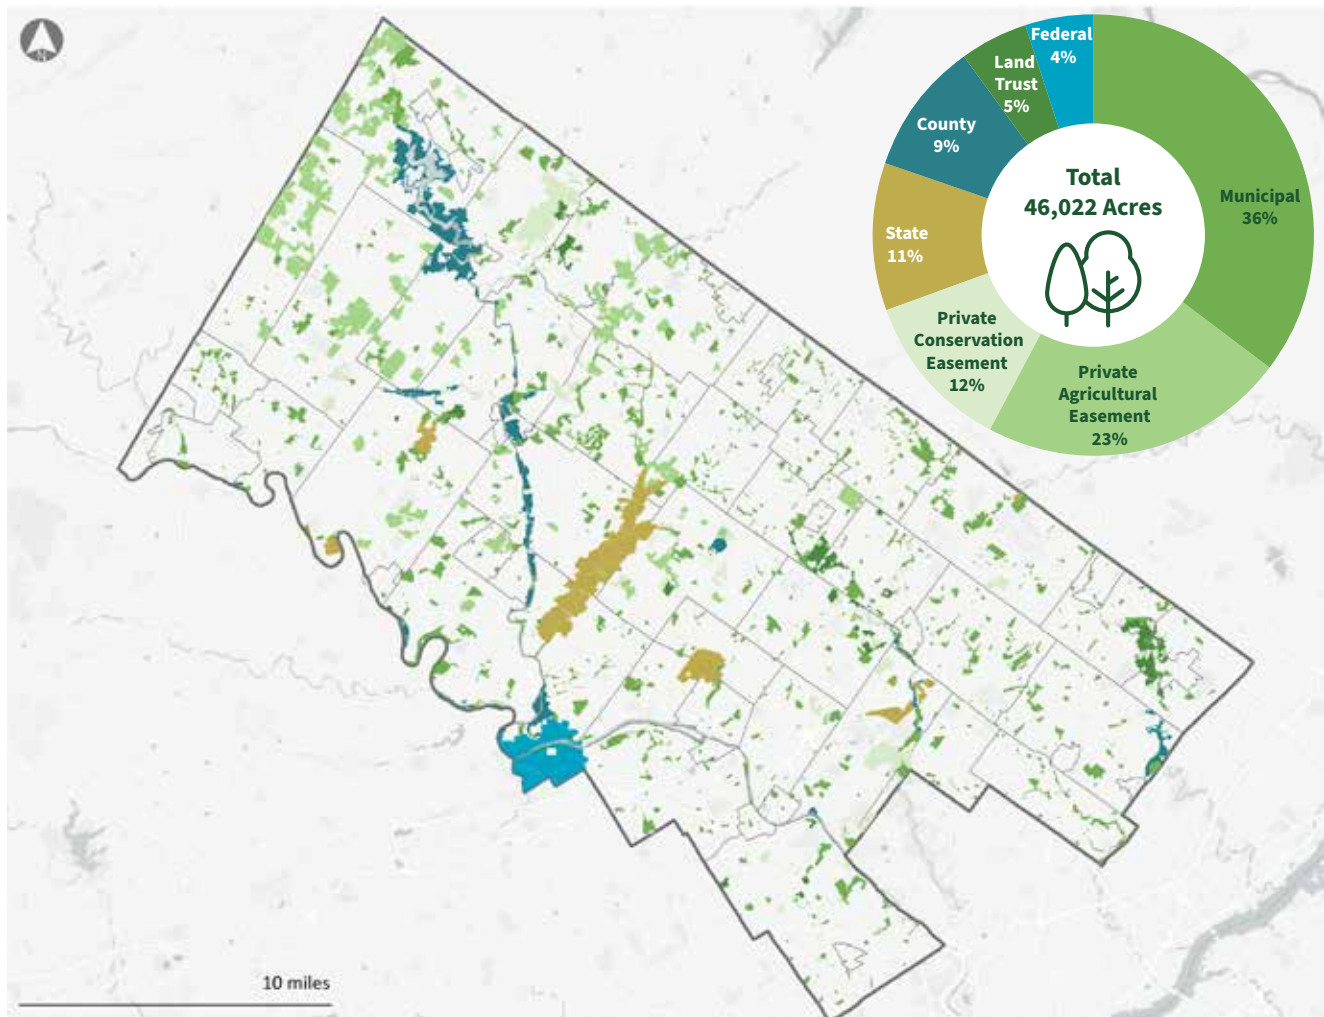 N
Federal
4%
Land
Trust
5%
County
9%
State
11%
Private
Conservation
Easement
12%
Private
Agricultural
Easement
23%
Municipal
36%
Total
46,022 Acres
10 miles